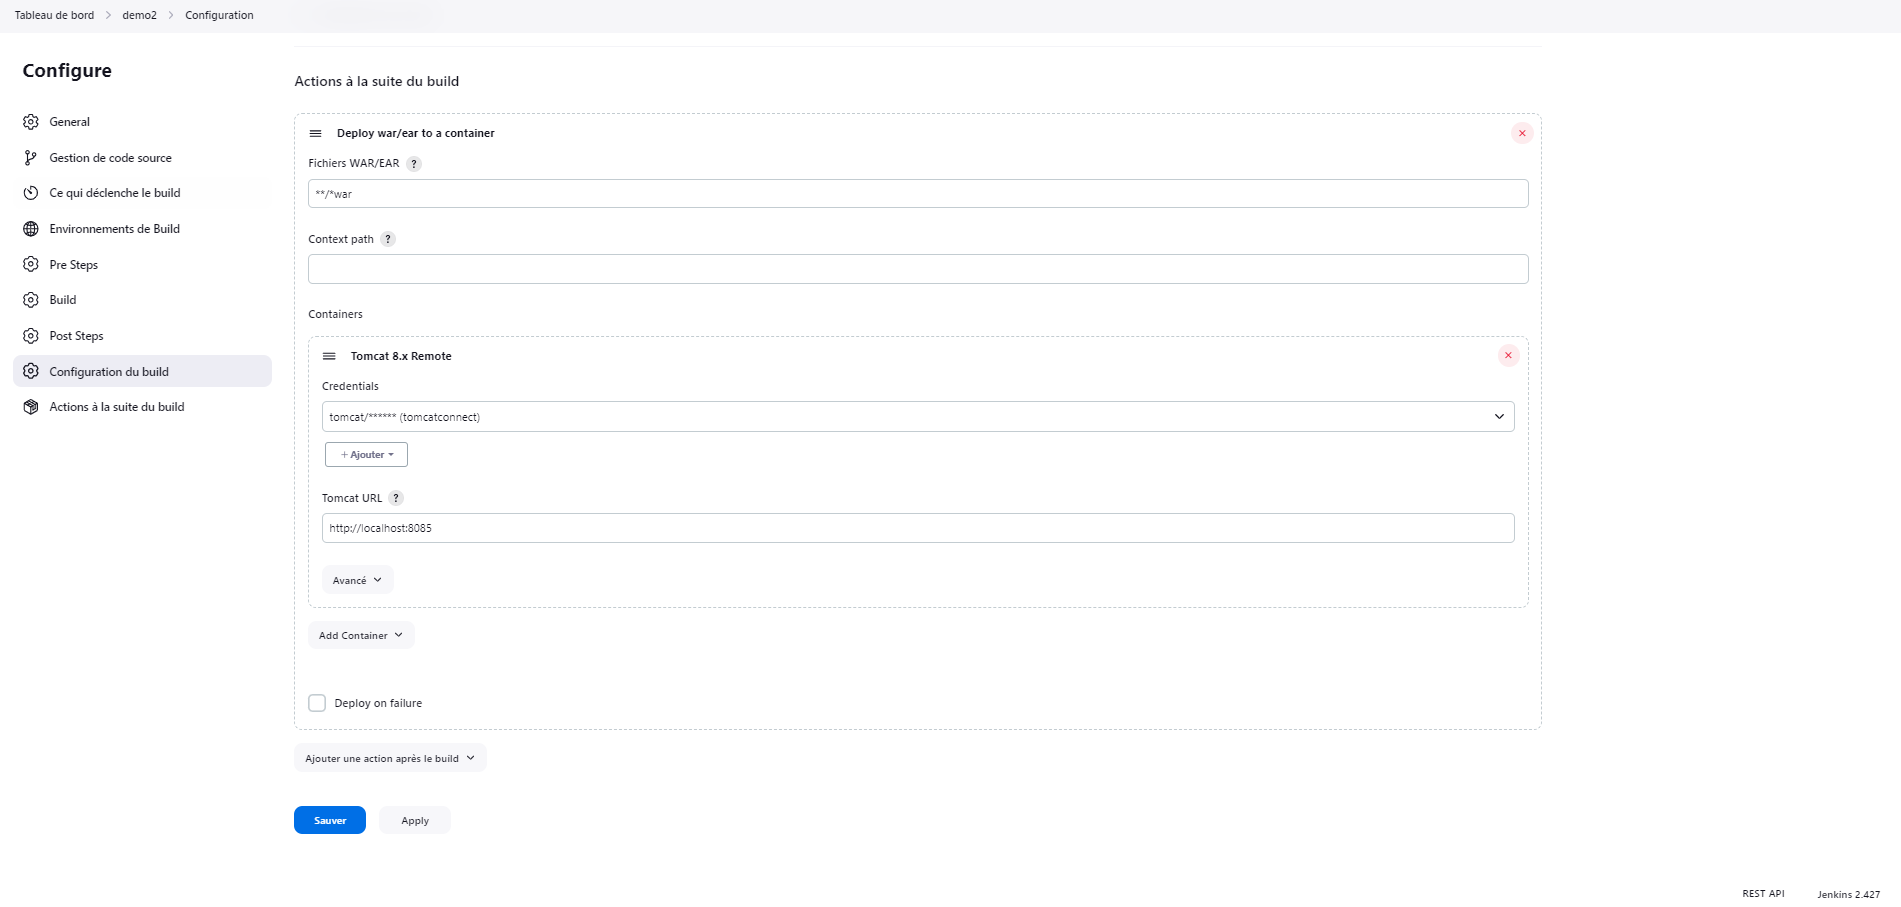 Tableau de bord > demo2 > Configuration
Configure
General
Gestion de code source
Ce qui déclenche le build
Environnements de Build
Pre Steps
Build
Post Steps
Configuration du build
Actions à la suite du build
Actions à la suite du build
Deploy war/ear to a container
Fichiers WAR/EAR ?
**/*war
Context path ?
Containers
Tomcat 8.x Remote
Credentials
tomcat/****** (tomcatconnect)
+ Ajouter
Tomcat URL ?
http://localhost:8085
Avancé
Add Container
Deploy on failure
Ajouter une action après le build
Sauver Apply
REST API Jenkins 2.427